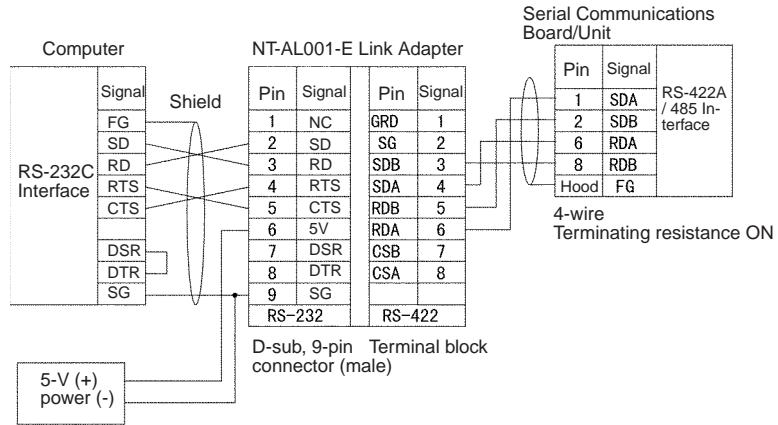 Serial Communications
Board/Unit
Computer
NT-AL001-E Link Adapter
Pin Signal
1 SDA
2 SDB
6 RDA
8 RDB
Hood FG
RS-422A
/ 485 In-
terface
4-wire
Terminating resistance ON
Shield
RS-232C
Interface
Signal
FG
SD
RD
RTS
CTS
DSR
DTR
SG
Pin Signal Pin Signal
1 NC GRD 1
2 SD SG 2
3 RD SDB 3
4 RTS SDA 4
5 CTS RDB 5
6 5V RDA 6
7 DSR CSB 7
8 DTR CSA 8
9 SG
RS-232 RS-422
D-sub, 9-pin
connector (male)
Terminal block
5-V (+)
power (-)